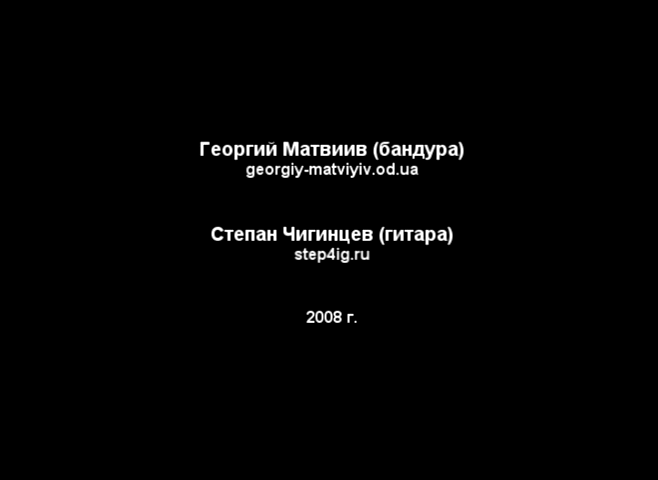 Георгий Матвиив (бандура)
georgiy-matviyiv.od.ua
Степан Чигинцев (гитара)
step4ig.ru
2008 г.